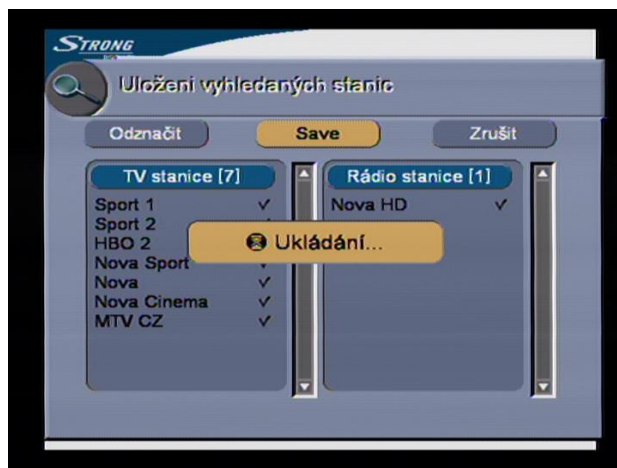 STRONG
Uložení vyhledaných stanic
Odznačit
Save
Zrušit
TV stanice [7]
Rádio stanice [1]
Sport 1
Sport 2
HBO 2
Nova Sport
Nova
Nova Cinema
MTV CZ
Nova HD
Ukládání...